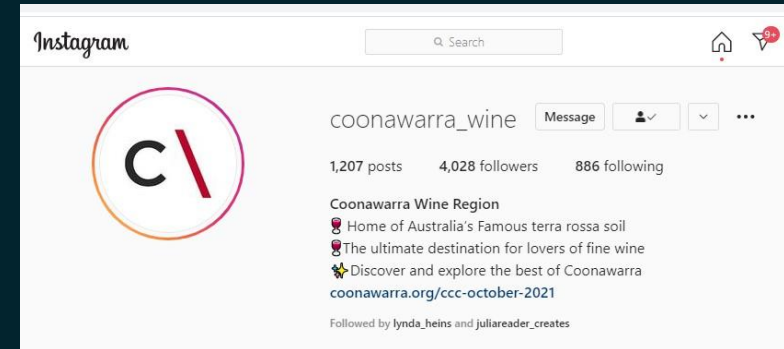 Instagram
Search
9+
C\
coonawarra_wine Message
1,207 posts 4,028 followers 886 following
Coonawarra Wine Region
🍷 Home of Australia's Famous terra rossa soil
🍷The ultimate destination for lovers of fine wine
✨Discover and explore the best of Coonawarra
coonawarra.org/ccc-october-2021
Followed by lynda_heins and juliareader_creates